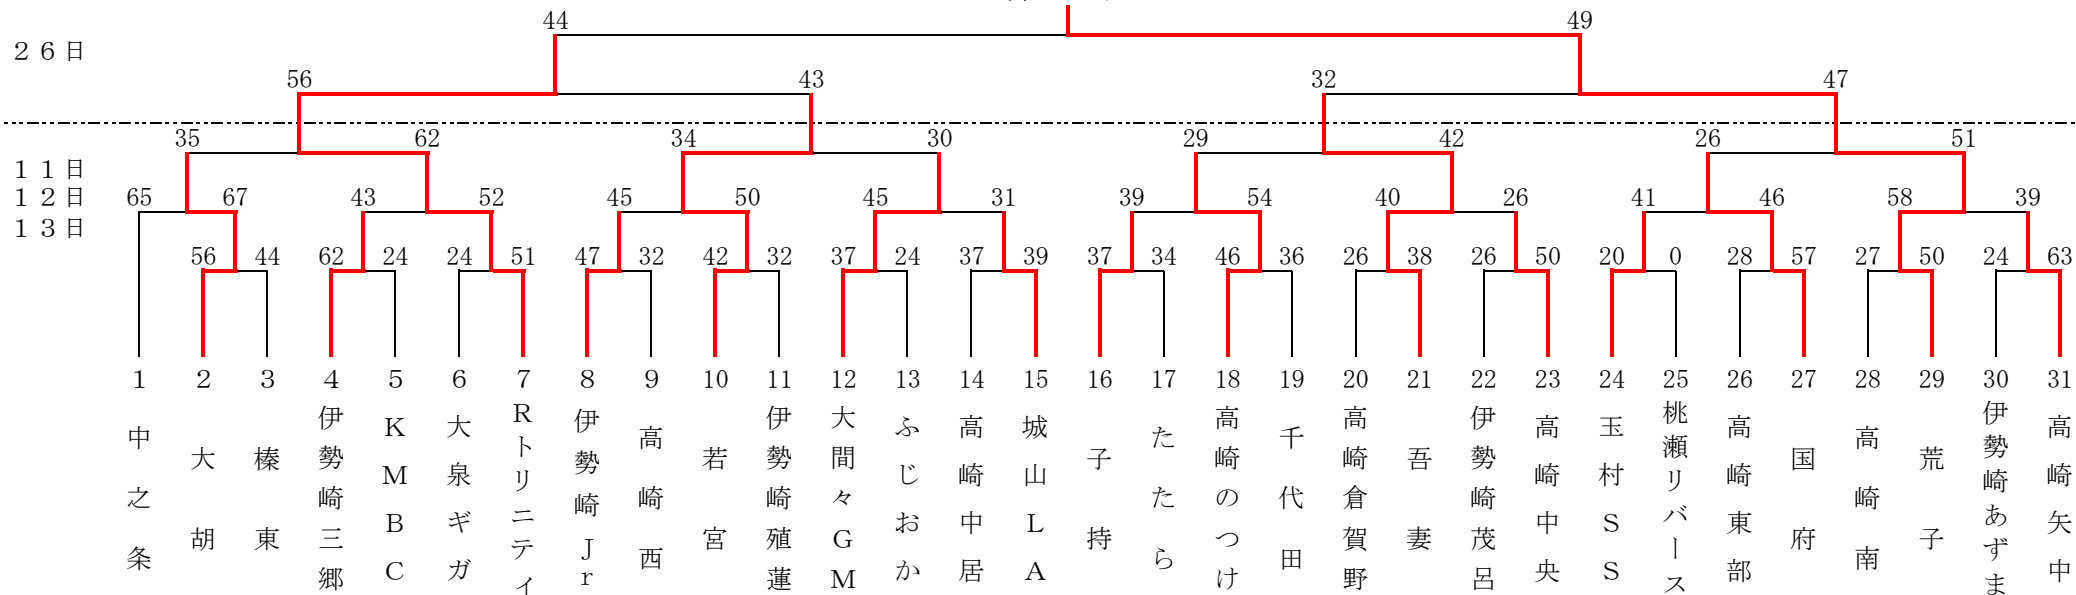 44 49
２６日
56 43 32 47
35 62 34 30 29 42 26 51
１１日
65 67 43 52 45 50 45 31 39 54 40 26 41 46 58 39
１２日
１３日
56 44 62 24 24 51 47 32 42 32 37 24 37 39 37 34 46 36 26 38 26 50 20 0 28 57 27 50 24 63
1 2 3 4 5 6 7 8 9 10 11 12 13 14 15 16 17 18 19 20 21 22 23 24 25 26 27 28 29 30 31
中之条
大胡
榛東
伊勢崎三郷
ＫＭＢＣ
大泉ギガ
Ｒトリニティ
伊勢崎Ｊｒ
高崎西
若宮
伊勢崎殖蓮
大間々ＧＭ
ふじおか
高崎中居
城山ＬＡ
子持
たたら
高崎のつけ
千代田
高崎倉賀野
吾妻
伊勢崎茂呂
高崎中央
玉村ＳＳ
桃瀬リバース
高崎東部
国府
高崎南
荒子
伊勢崎あずま
高崎矢中